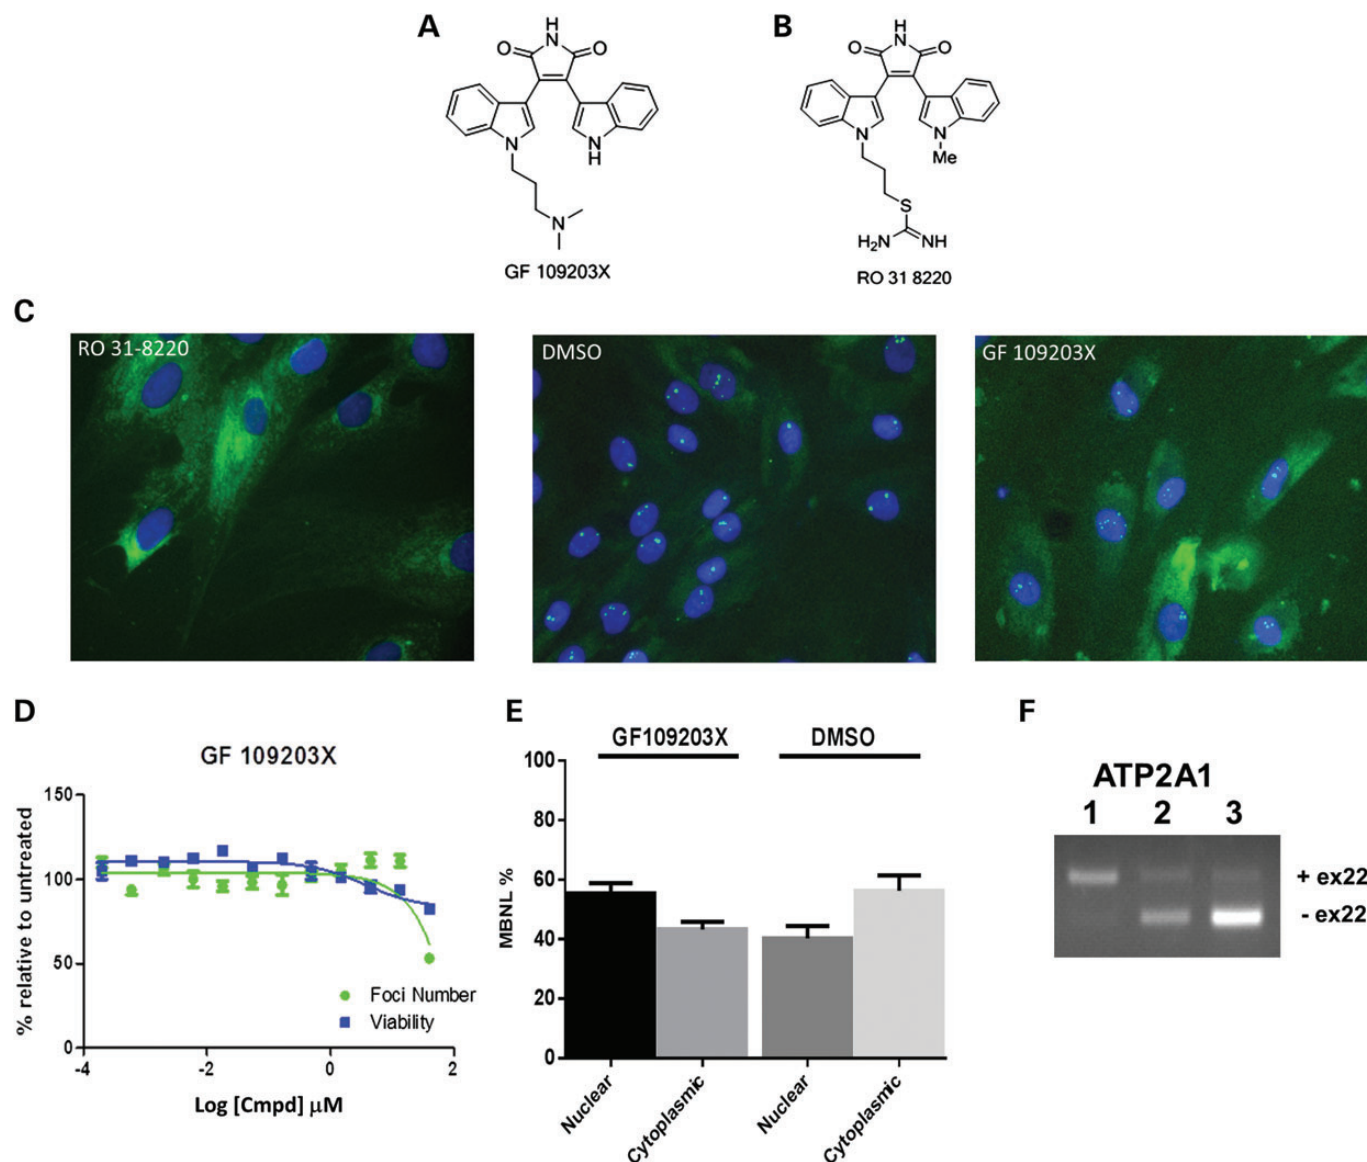 A
B
O
H
N
O
N
N
H
N
GF 109203X
O
H
N
O
N
N
Me
S
H₂N
NH
RO 31 8220
C
RO 31-8220
DMSO
GF 109203X
D
GF 109203X
% relative to untreated
150
100
50
0
-4
-2
0
2
Foci Number
Viability
Log [Cmpd] μM
E
GF109203X
DMSO
MBNL %
100
80
60
40
20
0
Nuclear
Cytoplasmic
Nuclear
Cytoplasmic
F
ATP2A1
1 2 3
+ ex22
- ex22